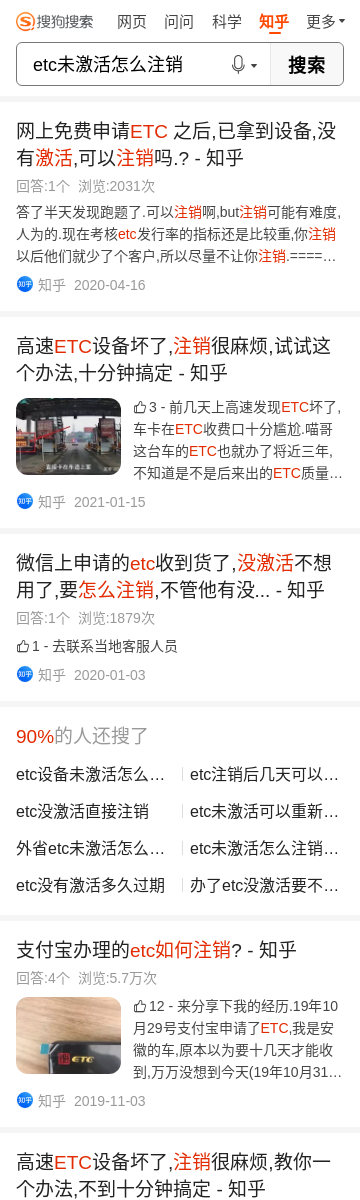 搜狗搜索 网页 问问 科学 知乎 更多
etc未激活怎么注销 搜索
网上免费申请ETC 之后,已拿到设备,没
有激活,可以注销吗.? - 知乎
回答:1个 浏览:2031次
答了半天发现跑题了.可以注销啊,but注销可能有难度,
人为的.现在考核etc发行率的指标还是比较重,你注销
以后他们就少了个客户,所以尽量不让你注销.====…
知乎 知乎 2020-04-16
高速ETC设备坏了,注销很麻烦,试试这
个办法,十分钟搞定 - 知乎
3 - 前几天上高速发现ETC坏了,
车卡在ETC收费口十分尴尬.喵哥
这台车的ETC也就办了将近三年,
不知道是不是后来出的ETC质量…
知乎 知乎 2021-01-15
微信上申请的etc收到货了,没激活不想
用了,要怎么注销,不管他有没... - 知乎
回答:1个 浏览:1879次
1 - 去联系当地客服人员
知乎 知乎 2020-01-03
90%的人还搜了
etc设备未激活怎么… etc注销后几天可以…
etc没激活直接注销 etc未激活可以重新…
外省etc未激活怎么… etc未激活怎么注销…
etc没有激活多久过期 办了etc没激活要不…
支付宝办理的etc如何注销? - 知乎
回答:4个 浏览:5.7万次
ETC
12 - 来分享下我的经历.19年10
月29号支付宝申请了ETC,我是安
徽的车,原本以为要十几天才能收
到,万万没想到今天(19年10月31…
知乎 知乎 2019-11-03
高速ETC设备坏了,注销很麻烦,教你一
个办法,不到十分钟搞定 - 知乎